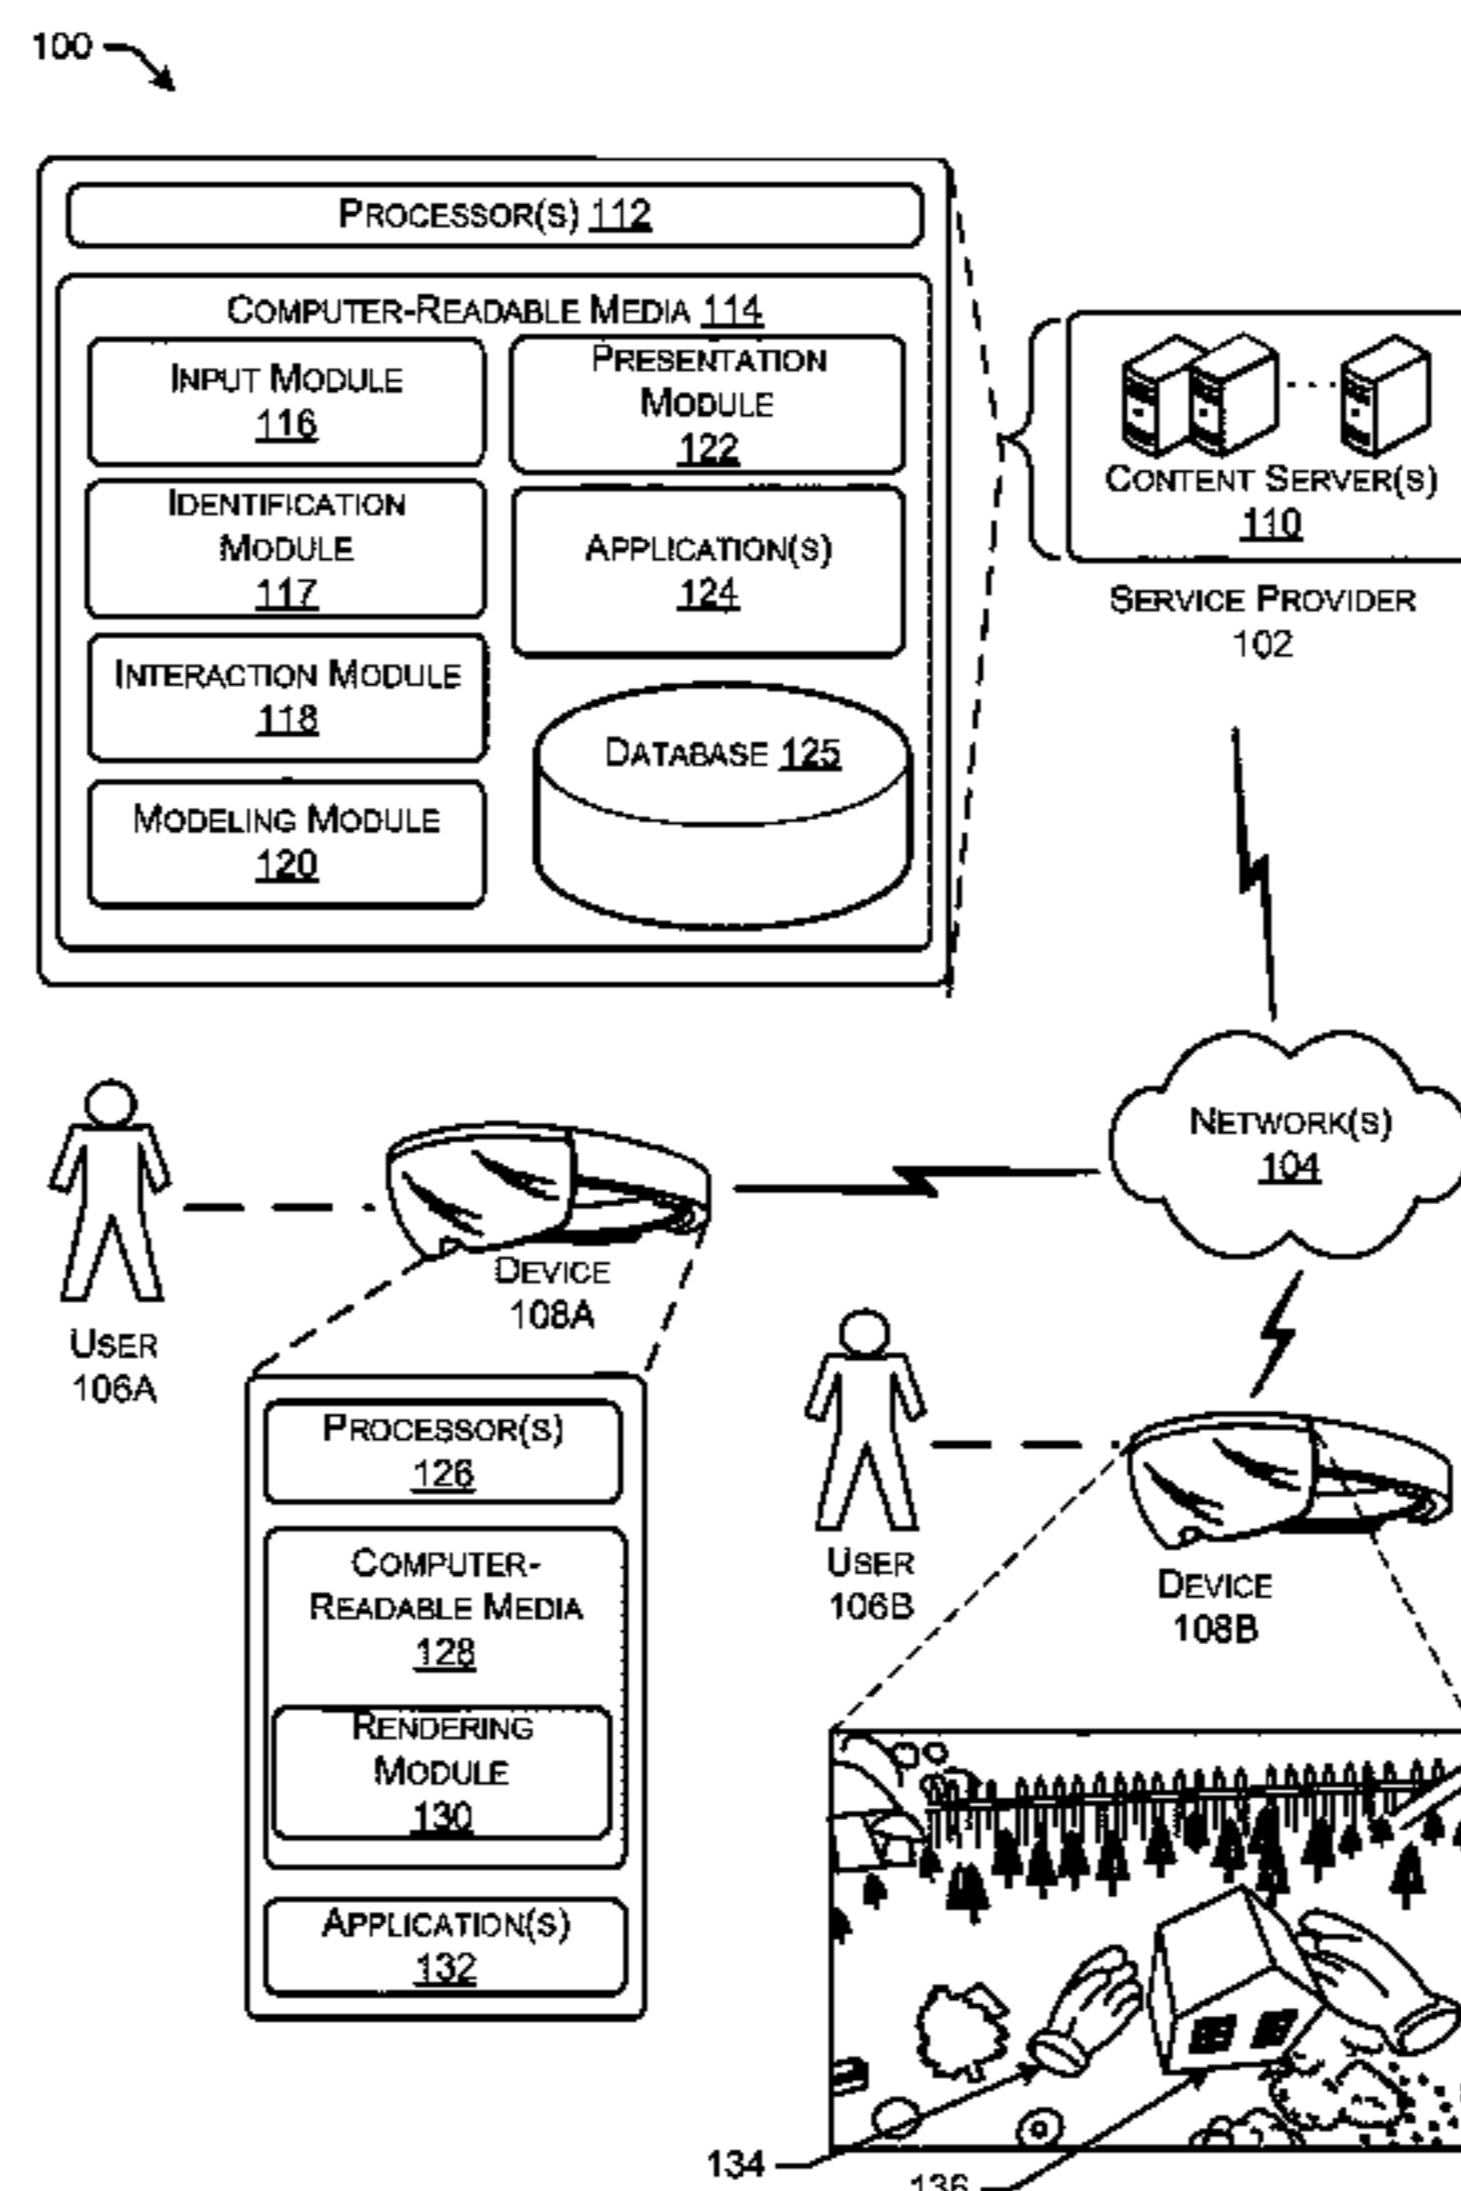 100
PROCESSOR(S) 112
COMPUTER-READABLE MEDIA 114
INPUT MODULE
116
IDENTIFICATION
MODULE
117
INTERACTION MODULE
118
MODELING MODULE
120
PRESENTATION
MODULE
122
APPLICATION(S)
124
DATABASE 125
CONTENT SERVER(S)
110
SERVICE PROVIDER
102
NETWORK(S)
104
USER
106A
DEVICE
108A
PROCESSOR(S)
126
COMPUTER-
READABLE MEDIA
128
RENDERING
MODULE
130
APPLICATION(S)
132
USER
106B
DEVICE
108B
134
136